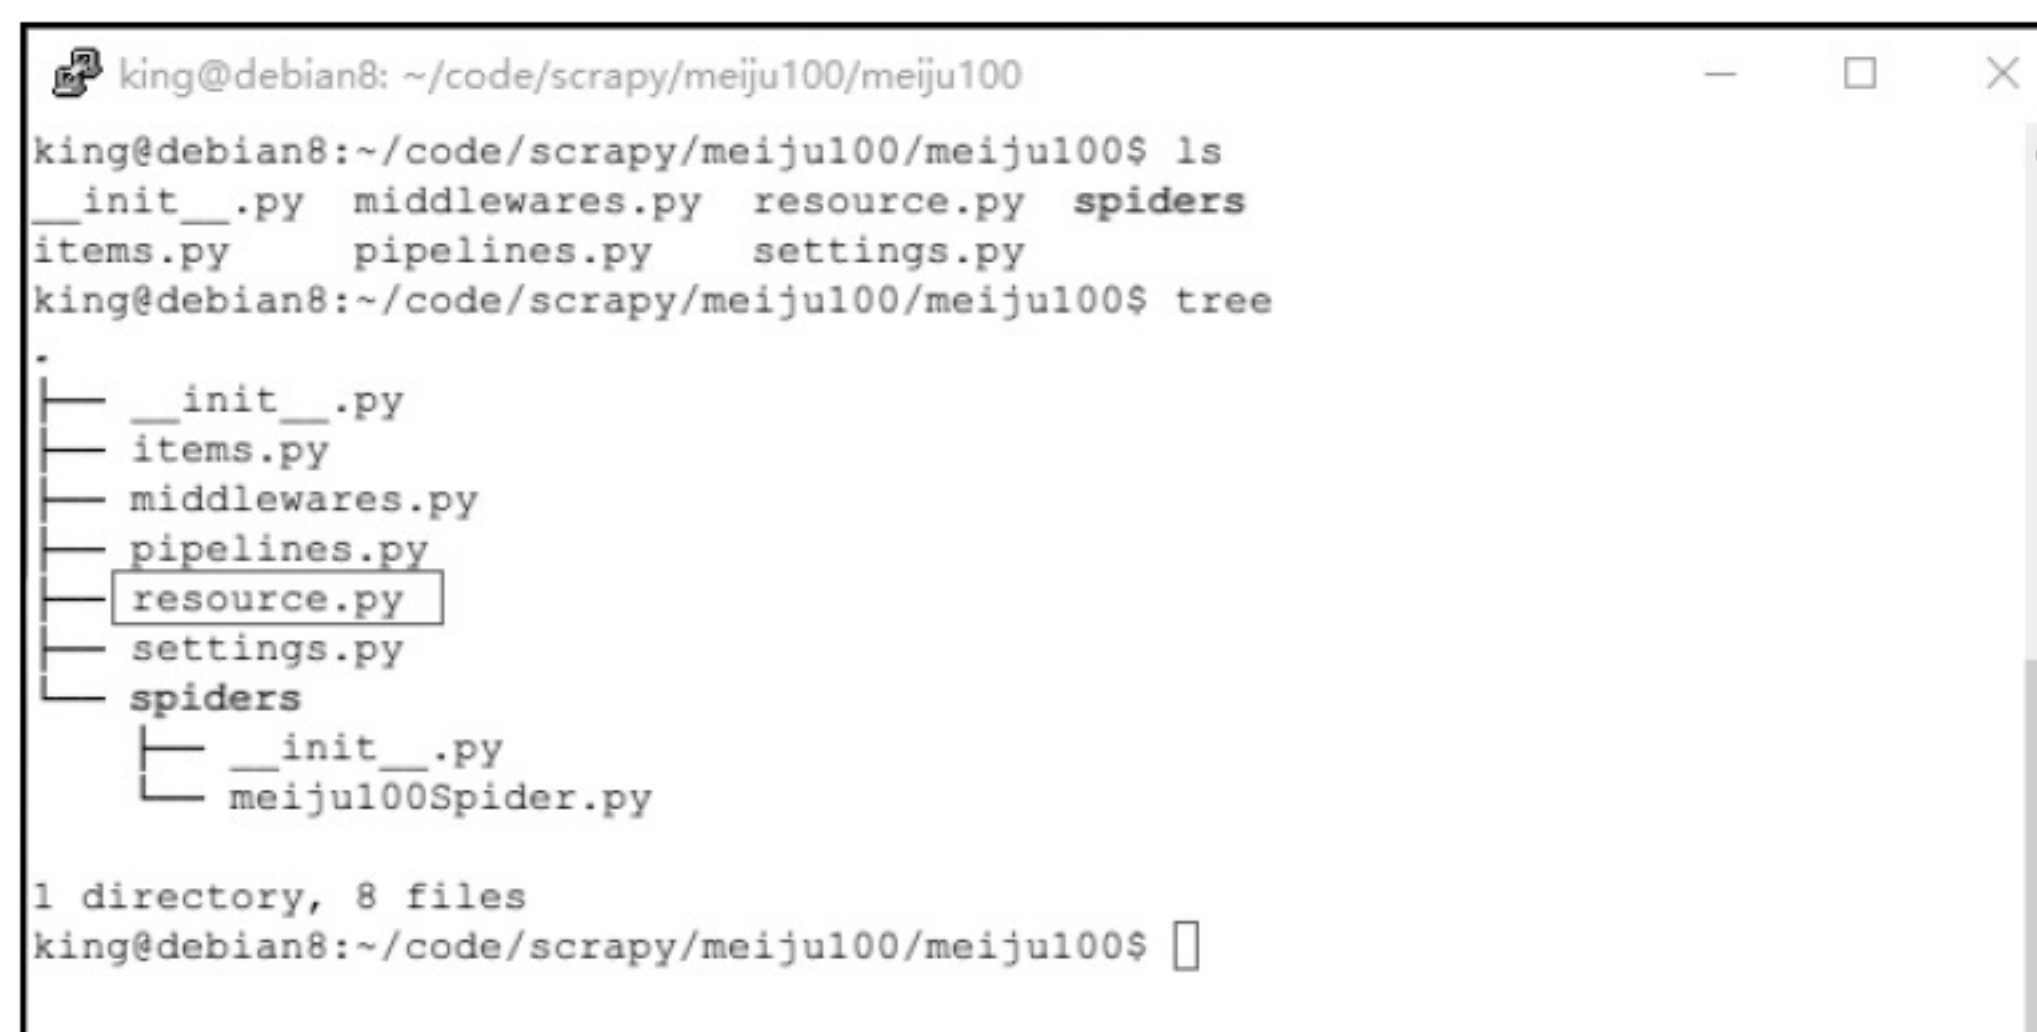 king@debian8: ~/code/scrapy/meiju100/meiju100
king@debian8:~/code/scrapy/meiju100/meiju100$ ls
__init__.py  middlewares.py  resource.py  spiders
items.py     pipelines.py    settings.py
king@debian8:~/code/scrapy/meiju100/meiju100$ tree
.
├── __init__.py
├── items.py
├── middlewares.py
├── pipelines.py
├── resource.py
├── settings.py
└── spiders
    ├── __init__.py
    └── meiju100Spider.py
1 directory, 8 files
king@debian8:~/code/scrapy/meiju100/meiju100$